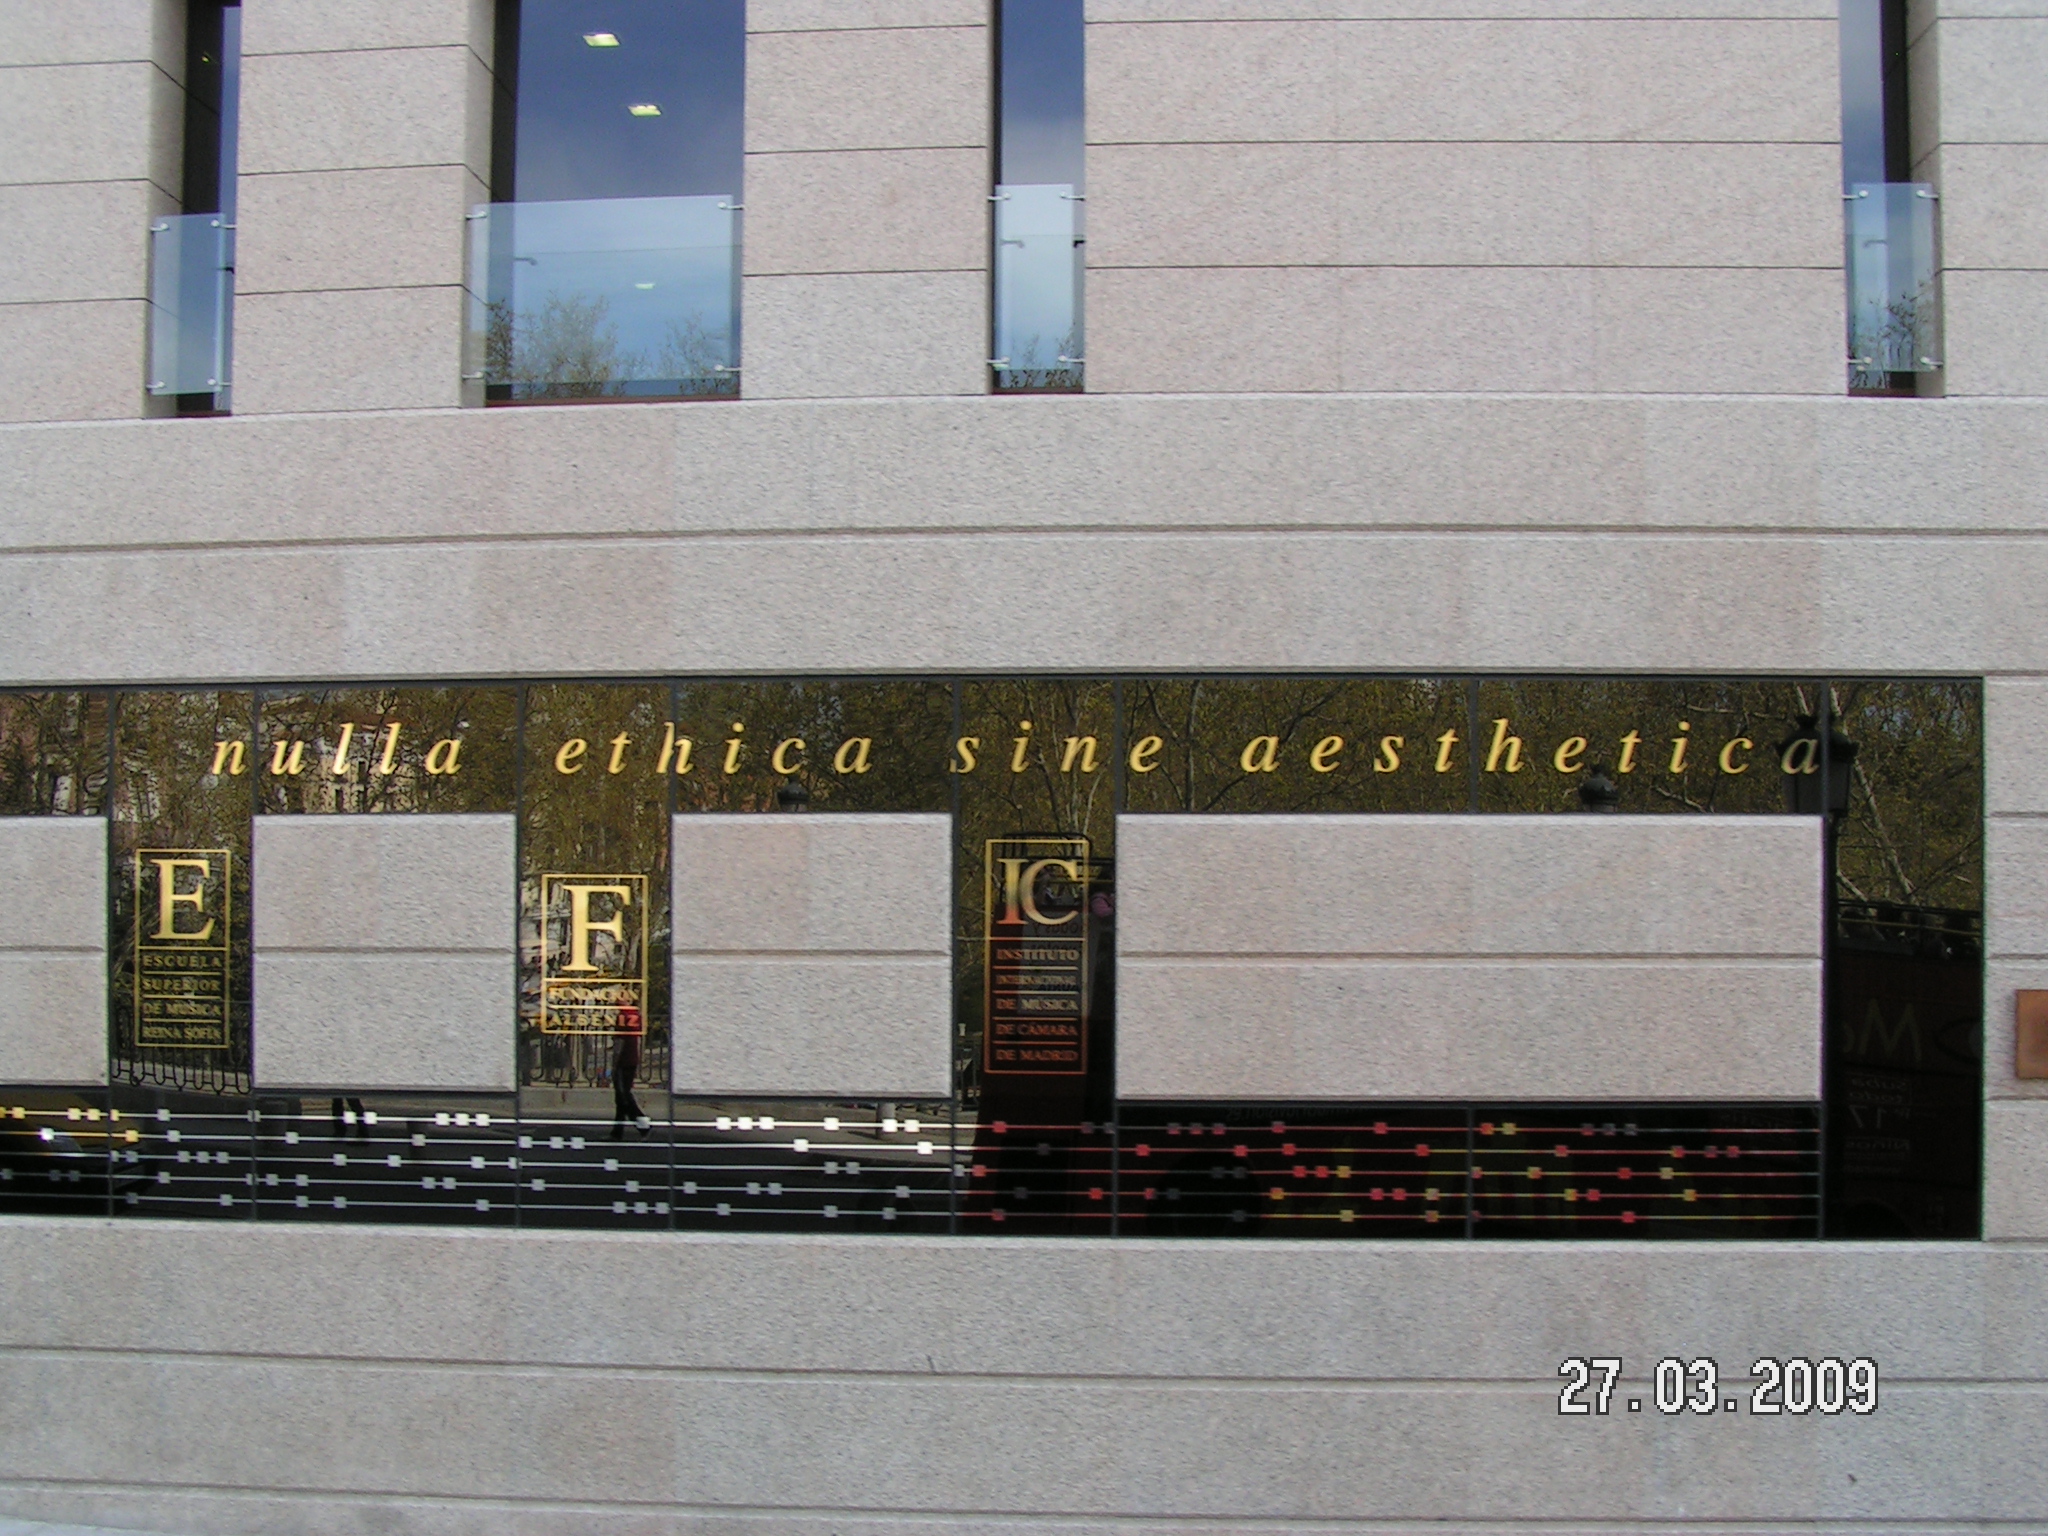 nulla ethica sine aesthetica
E
ESCUELA
SUPERIOR
DE MÚSICA
REINA SOFÍA
F
FUNDACIÓN
ALBÉNIZ
IC
INSTITUTO
INTERNACIONAL
DE MÚSICA
DE CÁMARA
DE MADRID
27.03.2009